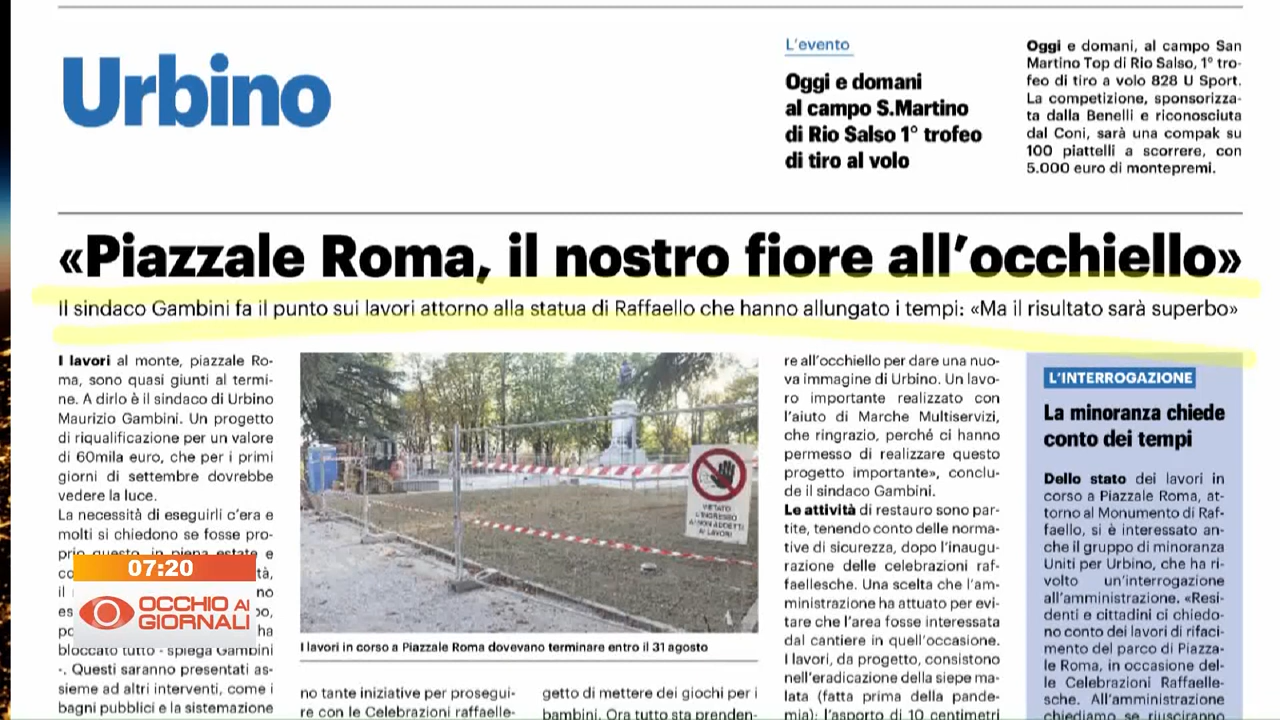 Urbino
L'evento
Oggi e domani
al campo S.Martino
di Rio Salso 1° trofeo
di tiro al volo
Oggi e domani, al campo San
Martino Top di Rio Salso, 1° tro-
feo di tiro a volo 828 U Sport.
La competizione, sponsorizza-
ta dalla Benelli e riconosciuta
dal Coni, sarà una compak su
100 piattelli a scorrere, con
5.000 euro di montepremi.
«Piazzale Roma, il nostro fiore all'occhiello»
Il sindaco Gambini fa il punto sui lavori attorno alla statua di Raffaello che hanno allungato i tempi: «Ma il risultato sarà superbo»
I lavori al monte, piazzale Ro-
ma, sono quasi giunti al termi-
ne. A dirlo è il sindaco di Urbino
Maurizio Gambini. Un progetto
di riqualificazione per un valore
di 60mila euro, che per i primi
giorni di settembre dovrebbe
vedere la luce.
La necessità di eseguirli c'era e
molti si chiedono se fosse pro-
prio questo, in piena estate e
07:20
OCCHIO AI
GIORNALI
bloccato tutto - spiega Gambini
-. Questi saranno presentati as-
sieme ad altri interventi, come i
bagni pubblici e la sistemazione
VIETATO
L'INGRESSO
AI NON ADDETTI
AI LAVORI
I lavori in corso a Piazzale Roma dovevano terminare entro il 31 agosto
no tante iniziative per prosegui-
re con le Celebrazioni raffaelle-
getto di mettere dei giochi per i
bambini. Ora tutto sta prenden-
re all'occhiello per dare una nuo-
va immagine di Urbino. Un lavo-
ro importante realizzato con
l'aiuto di Marche Multiservizi,
che ringrazio, perché ci hanno
permesso di realizzare questo
progetto importante», conclu-
de il sindaco Gambini.
Le attività di restauro sono par-
tite, tenendo conto delle norma-
tive di sicurezza, dopo l'inaugu-
razione delle celebrazioni raf-
faellesche. Una scelta che l'am-
ministrazione ha attuato per evi-
tare che l'area fosse interessata
dal cantiere in quell'occasione.
I lavori, da progetto, consistono
nell'eradicazione della siepe ma-
lata (fatta prima della pande-
mia); l'asporto di 10 centimetri
L'INTERROGAZIONE
La minoranza chiede
conto dei tempi
Dello stato dei lavori in
corso a Piazzale Roma, at-
torno al Monumento di Raf-
faello, si è interessato an-
che il gruppo di minoranza
Uniti per Urbino, che ha ri-
volto un'interrogazione
all'amministrazione. «Resi-
denti e cittadini ci chiedo-
no conto dei lavori di rifaci-
mento del parco di Piazza-
le Roma, in occasione del-
le Celebrazioni Raffaelle-
sche. All'amministrazione
chiediamo se riusciranno